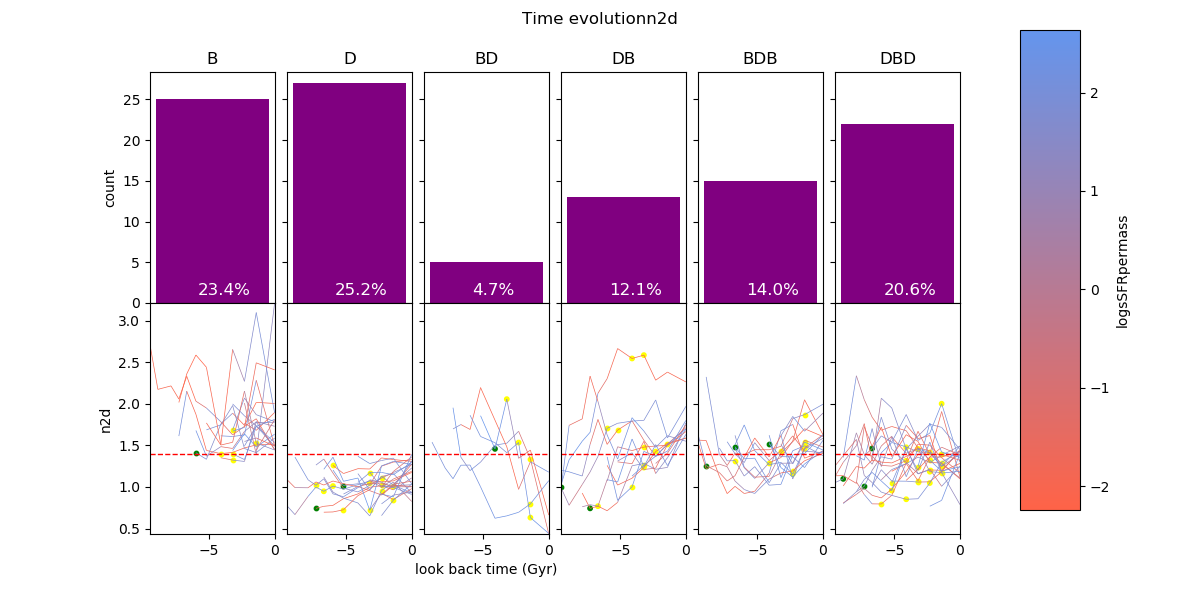 Time evolutionn2d
B D BD DB BDB DBD
25
20
15
10
5
0
count
23.4% 25.2% 4.7% 12.1% 14.0% 20.6%
3.0
2.5
2.0
1.5
1.0
0.5
n2d
−5 0 −5 0 −5 0 −5 0 −5 0 −5 0
look back time (Gyr)
2
1
0
−1
−2
logsSFRpermass